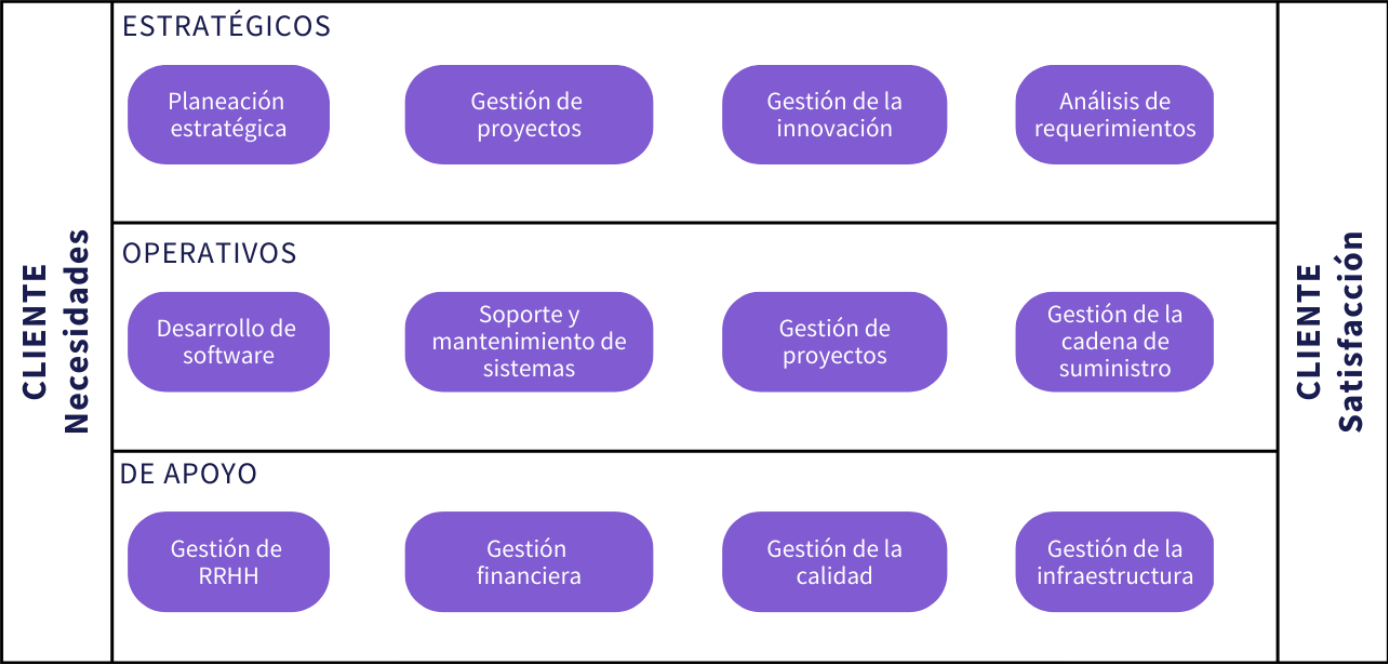 CLIENTE
Necesidades
ESTRATÉGICOS
Planeación
estratégica
Gestión de
proyectos
Gestión de la
innovación
Análisis de
requerimientos
OPERATIVOS
Desarrollo de
software
Soporte y
mantenimiento de
sistemas
Gestión de
proyectos
Gestión de la
cadena de
suministro
DE APOYO
Gestión de
RRHH
Gestión
financiera
Gestión de la
calidad
Gestión de la
infraestructura
CLIENTE
Satisfacción